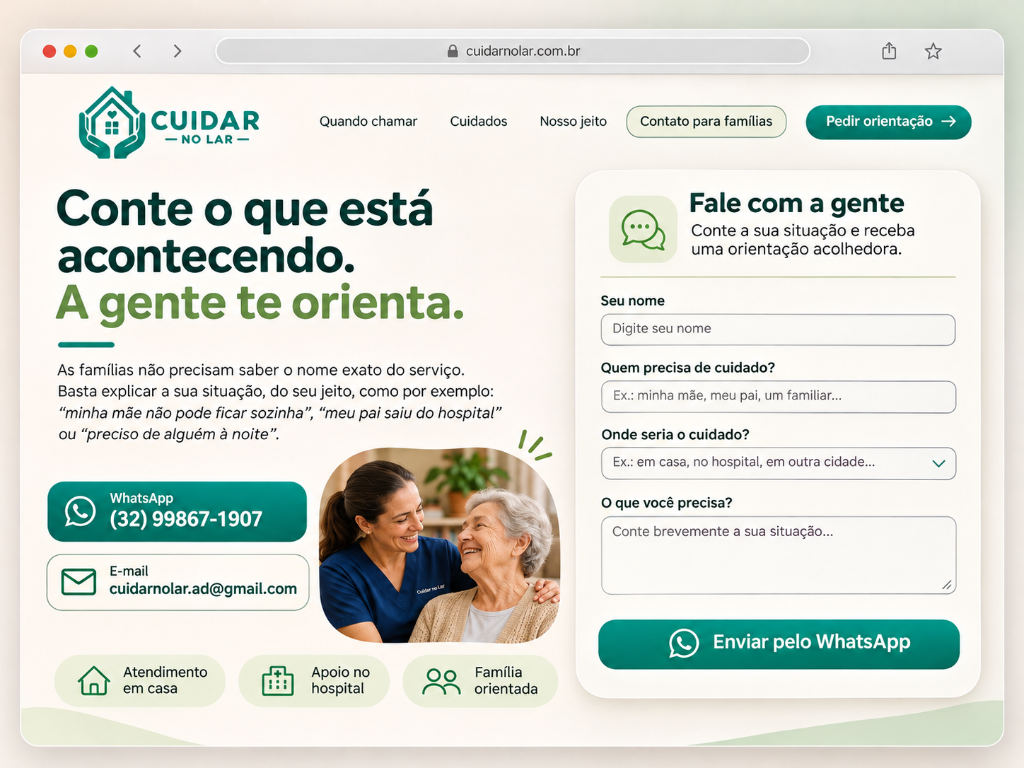 cuidarnolar.com.br
CUIDAR
NO LAR
Quando chamar
Cuidados
Nosso jeito
Contato para famílias
Pedir orientação →
Conte o que está
acontecendo.
A gente te orienta.
As famílias não precisam saber o nome exato do serviço.
Basta explicar a sua situação, do seu jeito, como por exemplo:
“minha mãe não pode ficar sozinha”, “meu pai saiu do hospital”
ou “preciso de alguém à noite”.
WhatsApp
(32) 99867-1907
E-mail
cuidarnolar.ad@gmail.com
Cuidar no Lar
Atendimento
em casa
Apoio no
hospital
Família
orientada
Fale com a gente
Conte a sua situação e receba
uma orientação acolhedora.
Seu nome
Digite seu nome
Quem precisa de cuidado?
Ex.: minha mãe, meu pai, um familiar...
Onde seria o cuidado?
Ex.: em casa, no hospital, em outra cidade...
O que você precisa?
Conte brevemente a sua situação...
Enviar pelo WhatsApp